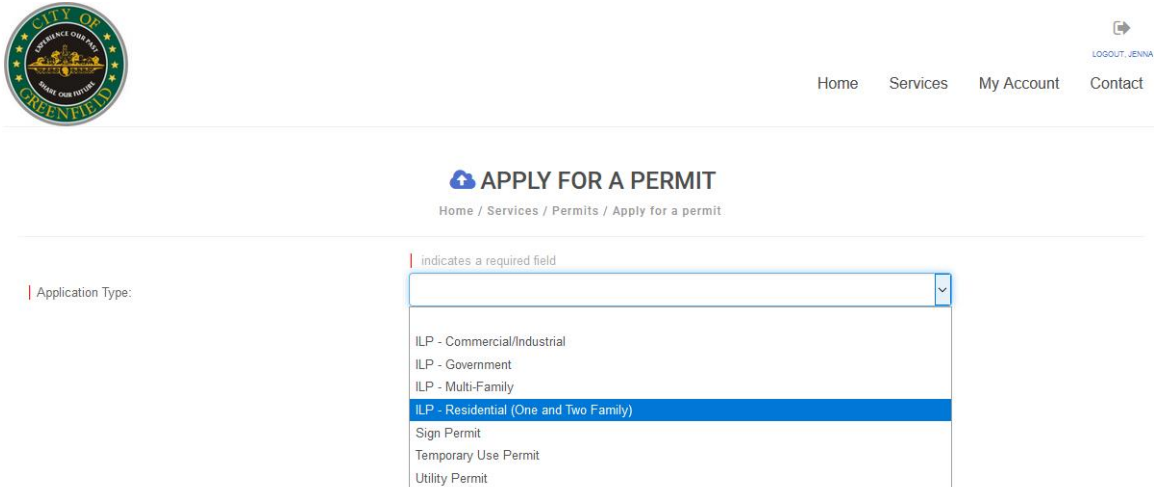 CITY OF
EXPERIENCE OUR PAST
SHARE OUR FUTURE
GREENFIELD
LOGOUT, JENNA
Home Services My Account Contact
APPLY FOR A PERMIT
Home / Services / Permits / Apply for a permit
indicates a required field
Application Type:
ILP - Commercial/Industrial
ILP - Government
ILP - Multi-Family
ILP - Residential (One and Two Family)
Sign Permit
Temporary Use Permit
Utility Permit